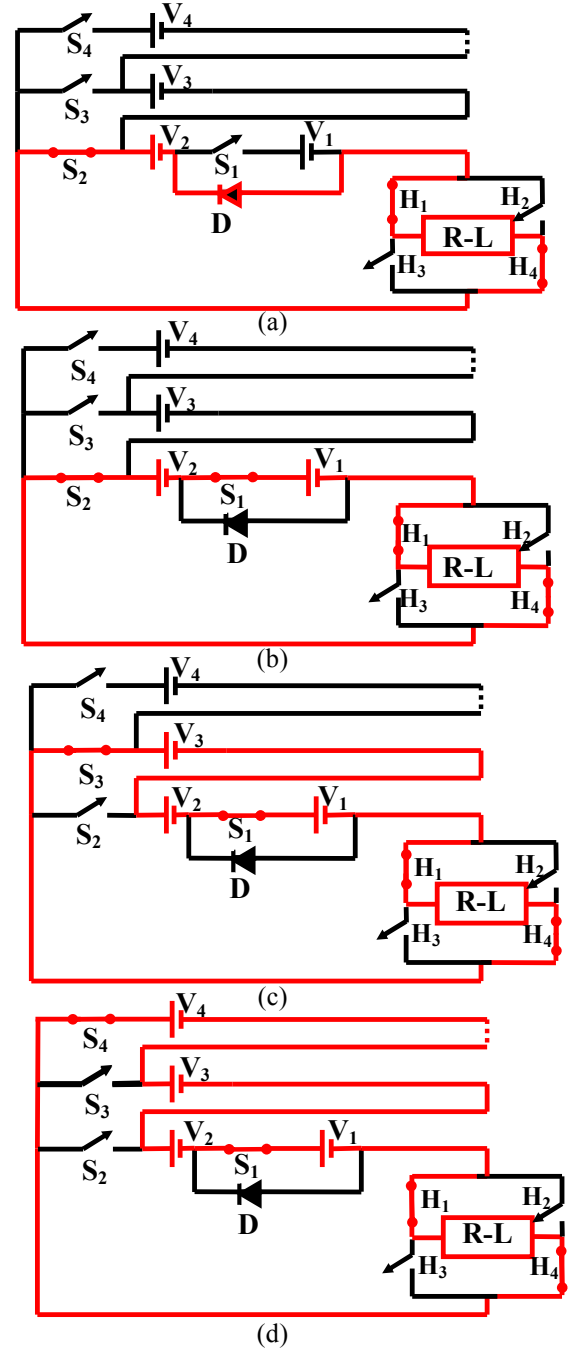 V4
S4
V3
S3
V2 V1
S2 S1
D
H1 H2
R-L
H3 H4
(a)
V4
S4
V3
S3
V2 V1
S2 S1
D
H1 H2
R-L
H3 H4
(b)
V4
S4
V3
S3
V2 V1
S2 S1
D
H1 H2
R-L
H3 H4
(c)
V4
S4
V3
S3
V2 V1
S2 S1
D
H1 H2
R-L
H3 H4
(d)